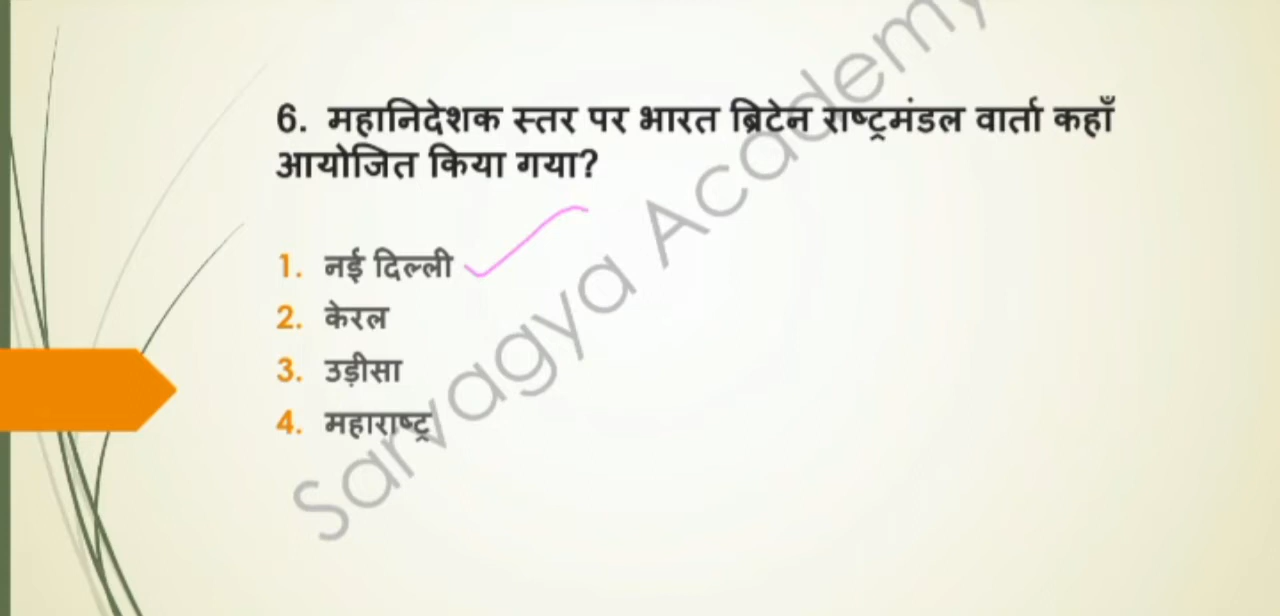 6. महानिदेशक स्तर पर भारत ब्रिटेन राष्ट्रमंडल वार्ता कहाँ
आयोजित किया गया?
1. नई दिल्ली
2. केरल
3. उड़ीसा
4. महाराष्ट्र
Sarvagya Academy